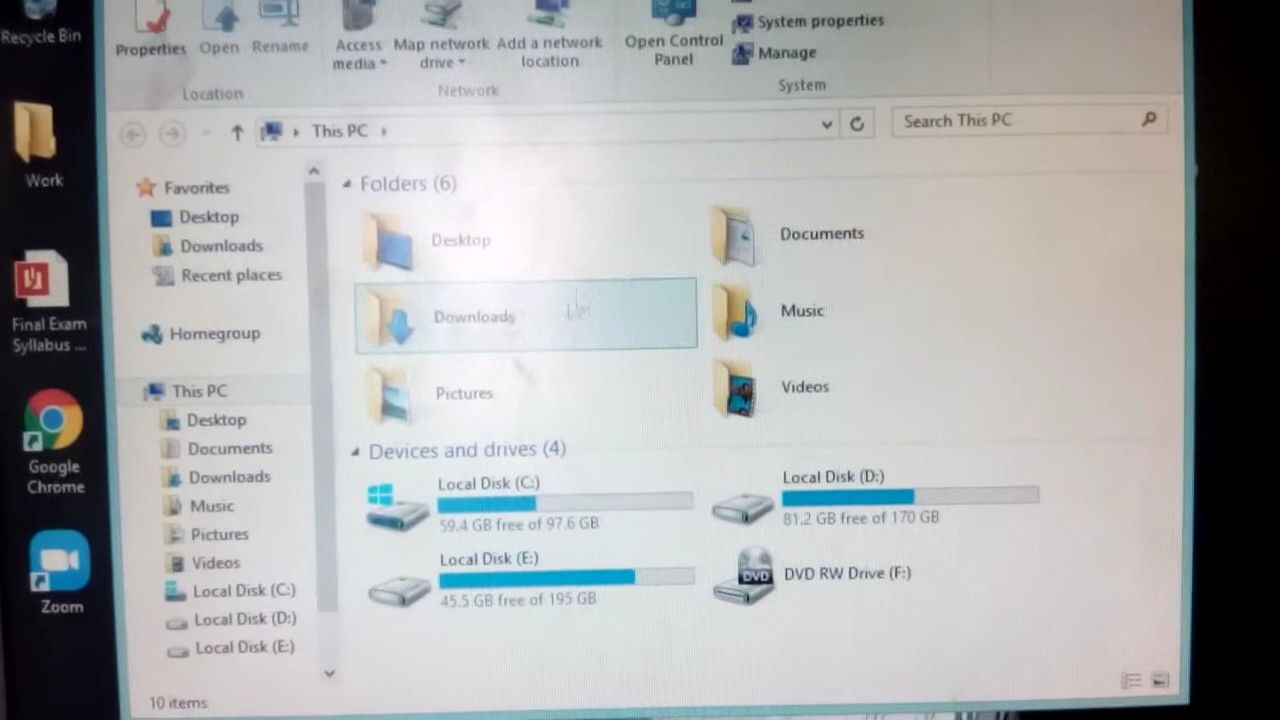 Recycle Bin
Work
Final Exam
Syllabus ...
Google
Chrome
Zoom
Properties
Open
Rename
Location
Access
media
Map network
drive
Add a network
location
Network
Open Control
Panel
System properties
Manage
System
This PC
Search This PC
Favorites
Desktop
Downloads
Recent places
Homegroup
This PC
Desktop
Documents
Downloads
Music
Pictures
Videos
Local Disk (C:)
Local Disk (D:)
Local Disk (E:)
Folders (6)
Desktop
Documents
Downloads
Music
Pictures
Videos
Devices and drives (4)
Local Disk (C:)
59.4 GB free of 97.6 GB
Local Disk (D:)
81.2 GB free of 170 GB
Local Disk (E:)
45.5 GB free of 195 GB
DVD
DVD RW Drive (F:)
10 items